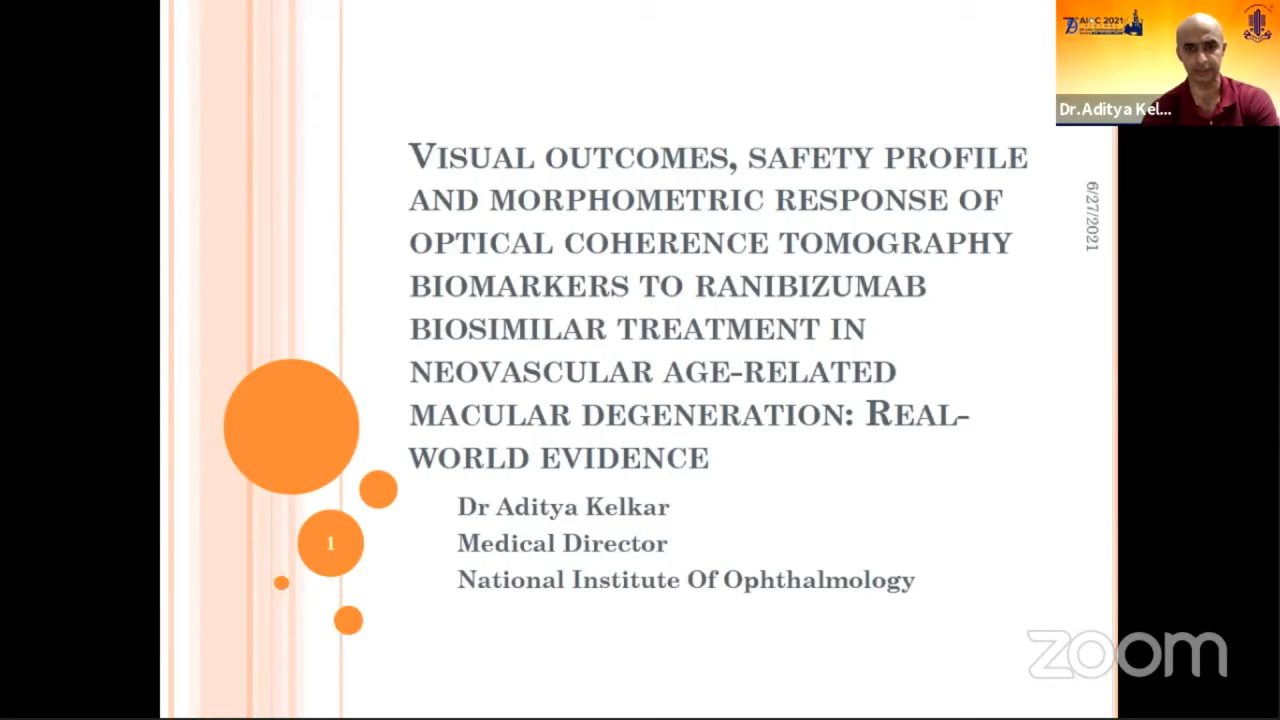 VISUAL OUTCOMES, SAFETY PROFILE
AND MORPHOMETRIC RESPONSE OF
OPTICAL COHERENCE TOMOGRAPHY
BIOMARKERS TO RANIBIZUMAB
BIOSIMILAR TREATMENT IN
NEOVASCULAR AGE-RELATED
MACULAR DEGENERATION: REAL-
WORLD EVIDENCE
Dr Aditya Kelkar
Medical Director
National Institute Of Ophthalmology
1
6/27/2021
AIOC 2021
Dr.Aditya Kel...
zoom